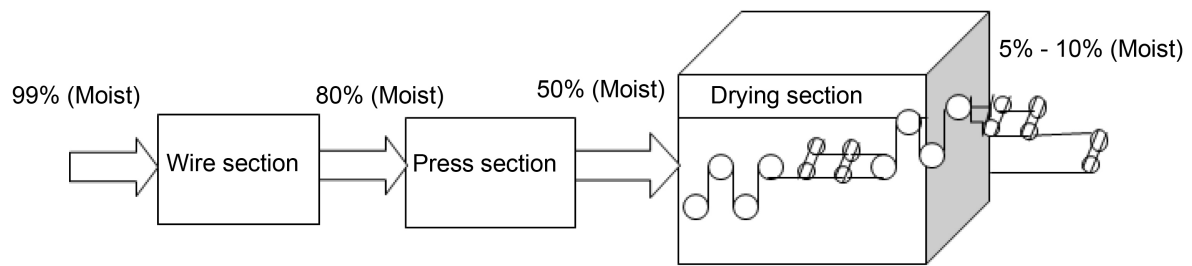 99% (Moist)
80% (Moist)
50% (Moist)
5% - 10% (Moist)
Wire section
Press section
Drying section